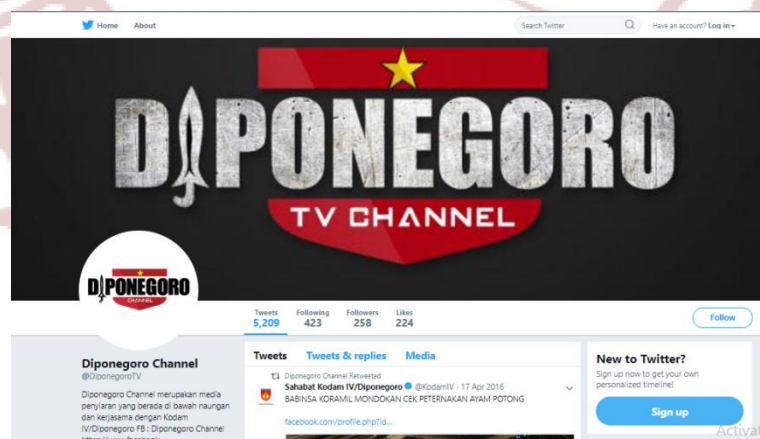 Home About Search Twitter Have an account? Log in
DIPONEGORO
TV CHANNEL
DIPONEGORO
CHANNEL
Tweets Following Followers Likes
5,209 423 258 224
Follow
Diponegoro Channel
@DiponegoroTV
Diponegoro Channel merupakan media
penyiaran yang berada di bawah naungan
dan kerjasama dengan Kodam
IV/Diponegoro FB : Diponegoro Channel
Tweets Tweets & replies Media
Diponegoro Channel Retweeted
Sahabat Kodam IV/Diponegoro @KodamIV - 17 Apr 2016
BABINSA KORAMIL MONDOKAN CEK PETERNAKAN AYAM POTONG
facebook.com/profile.php?id...
New to Twitter?
Sign up now to get your own
personalized timeline!
Sign up